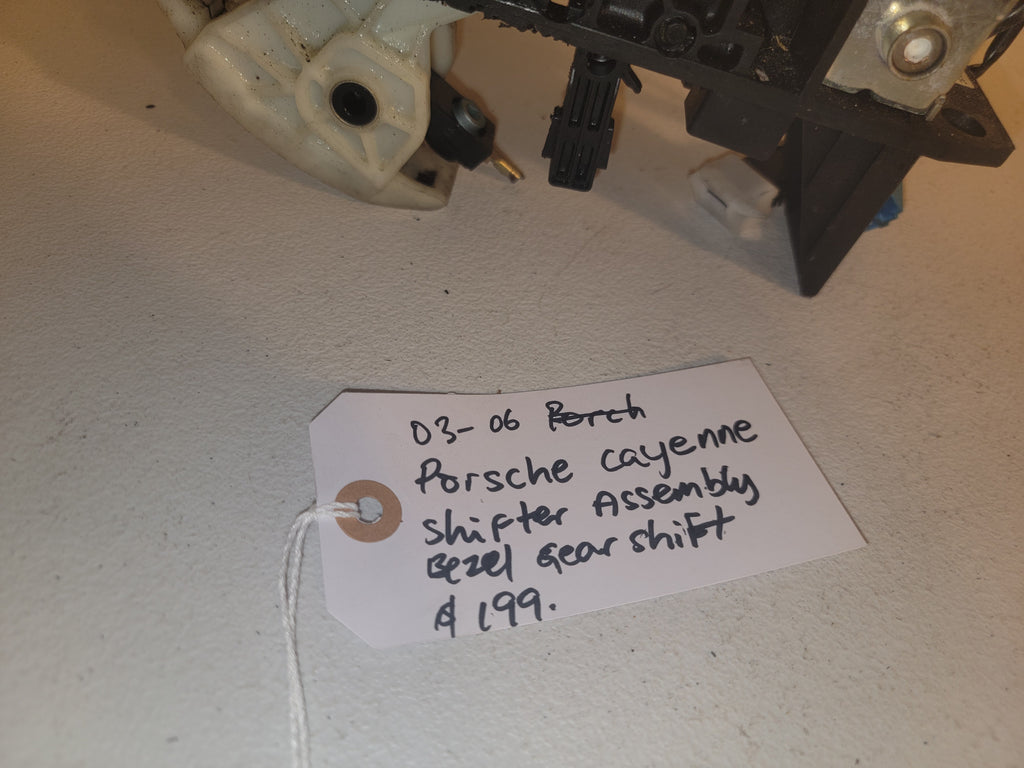 03-06 Porch
Porsche cayenne
shifter Assembly
Bezel Gear shift
$199.